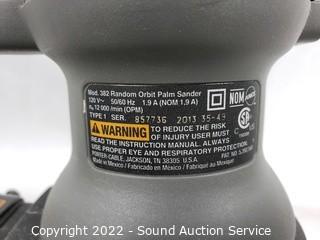 Mod. 382 Random Orbit Palm Sander
120 V~ 50/60 Hz 1.9 A (NOM 1.9 A)
n₀ 12 000 /min (OPM)
TYPE 1 SER. 857736 2013 35-49
NOM
WARNING TO REDUCE THE RISK
OF INJURY USER MUST
READ THE INSTRUCTION MANUAL. ALWAYS
USE PROPER EYE AND RESPIRATORY PROTECTION.
PORTER-CABLE, JACKSON, TN 38305 U.S.A.
Made in Mexico / Fabricado en México / Fabriqué au Mexique
Copyright 2022 - Sound Auction Service